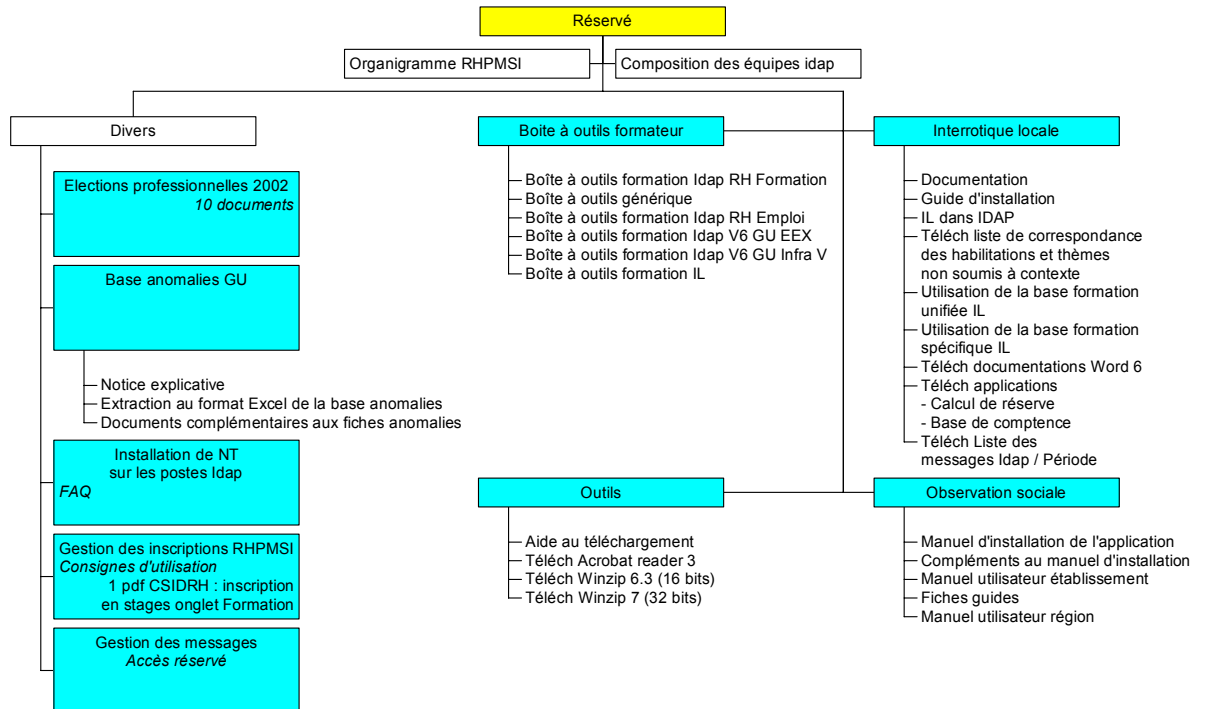 Réservé
Organigramme RHPMSI
Composition des équipes idap
Divers
Elections professionnelles 2002
10 documents
Base anomalies GU
Notice explicative
Extraction au format Excel de la base anomalies
Documents complémentaires aux fiches anomalies
Installation de NT
sur les postes Idap
FAQ
Gestion des inscriptions RHPMSI
Consignes d'utilisation
1 pdf CSIDRH : inscription
en stages onglet Formation
Gestion des messages
Accès réservé
Boite à outils formateur
Boîte à outils formation Idap RH Formation
Boîte à outils générique
Boîte à outils formation Idap RH Emploi
Boîte à outils formation Idap V6 GU EEX
Boîte à outils formation Idap V6 GU Infra V
Boîte à outils formation IL
Interrotique locale
Documentation
Guide d'installation
IL dans IDAP
Téléch liste de correspondance
des habilitations et thèmes
non soumis à contexte
Utilisation de la base formation
unifiée IL
Utilisation de la base formation
spécifique IL
Téléch documentations Word 6
Téléch applications
- Calcul de réserve
- Base de comptence
Téléch Liste des
messages Idap / Période
Outils
Aide au téléchargement
Téléch Acrobat reader 3
Téléch Winzip 6.3 (16 bits)
Téléch Winzip 7 (32 bits)
Observation sociale
Manuel d'installation de l'application
Compléments au manuel d'installation
Manuel utilisateur établissement
Fiches guides
Manuel utilisateur région